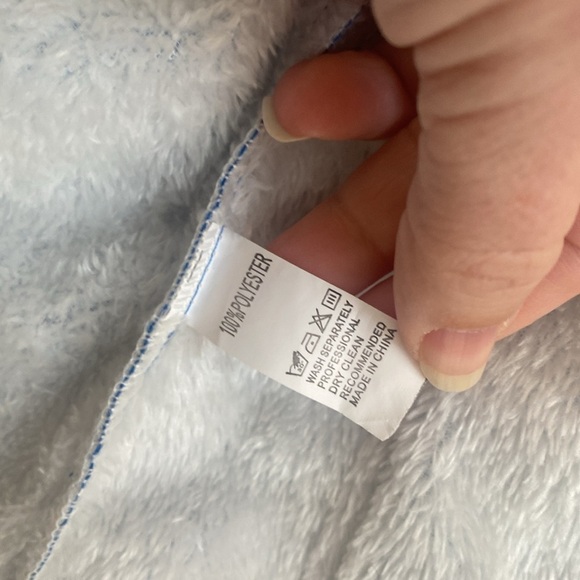 100%POLYESTER
WASH SEPARATELY
PROFESSIONAL
DRY CLEAN
RECOMMENDED
MADE IN CHINA